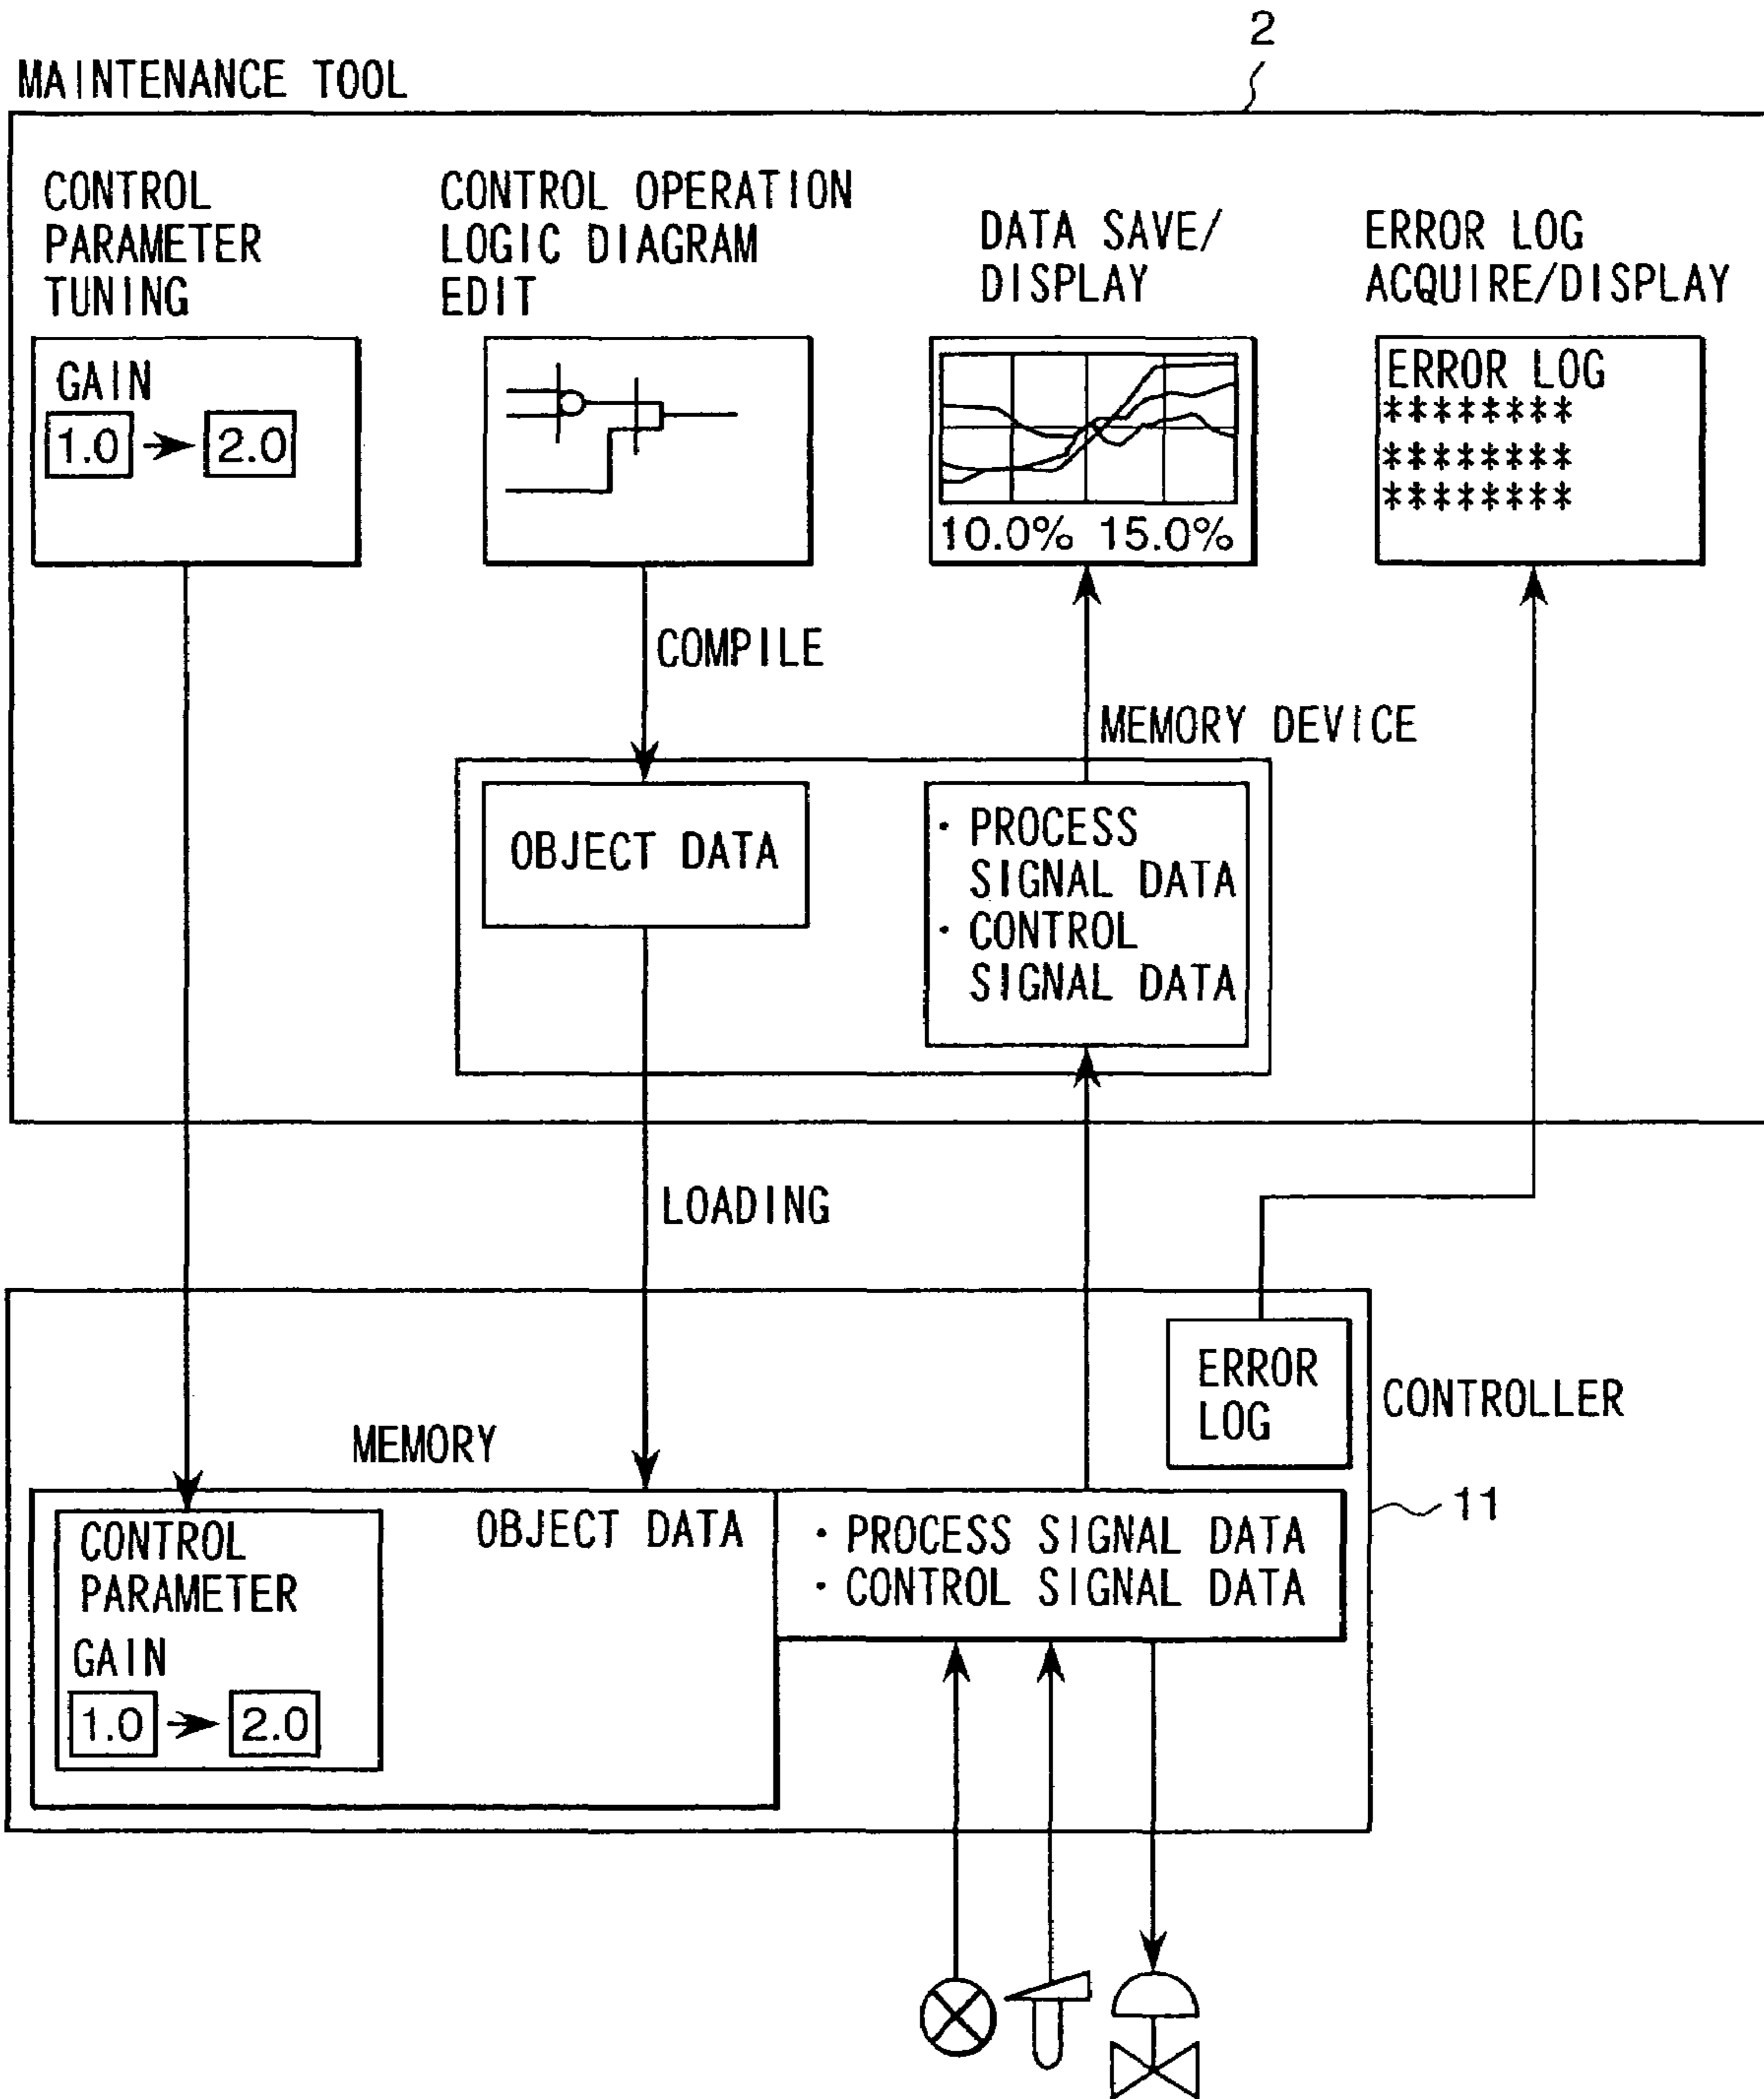 2
MAINTENANCE TOOL
CONTROL
PARAMETER
TUNING
CONTROL OPERATION
LOGIC DIAGRAM
EDIT
DATA SAVE/
DISPLAY
ERROR LOG
ACQUIRE/DISPLAY
GAIN
1.0 2.0
10.0% 15.0%
ERROR LOG
********
********
********
COMPILE
MEMORY DEVICE
OBJECT DATA
· PROCESS
SIGNAL DATA
· CONTROL
SIGNAL DATA
LOADING
ERROR
LOG
CONTROLLER
MEMORY
11
CONTROL
PARAMETER
GAIN
1.0 2.0
OBJECT DATA
· PROCESS SIGNAL DATA
· CONTROL SIGNAL DATA